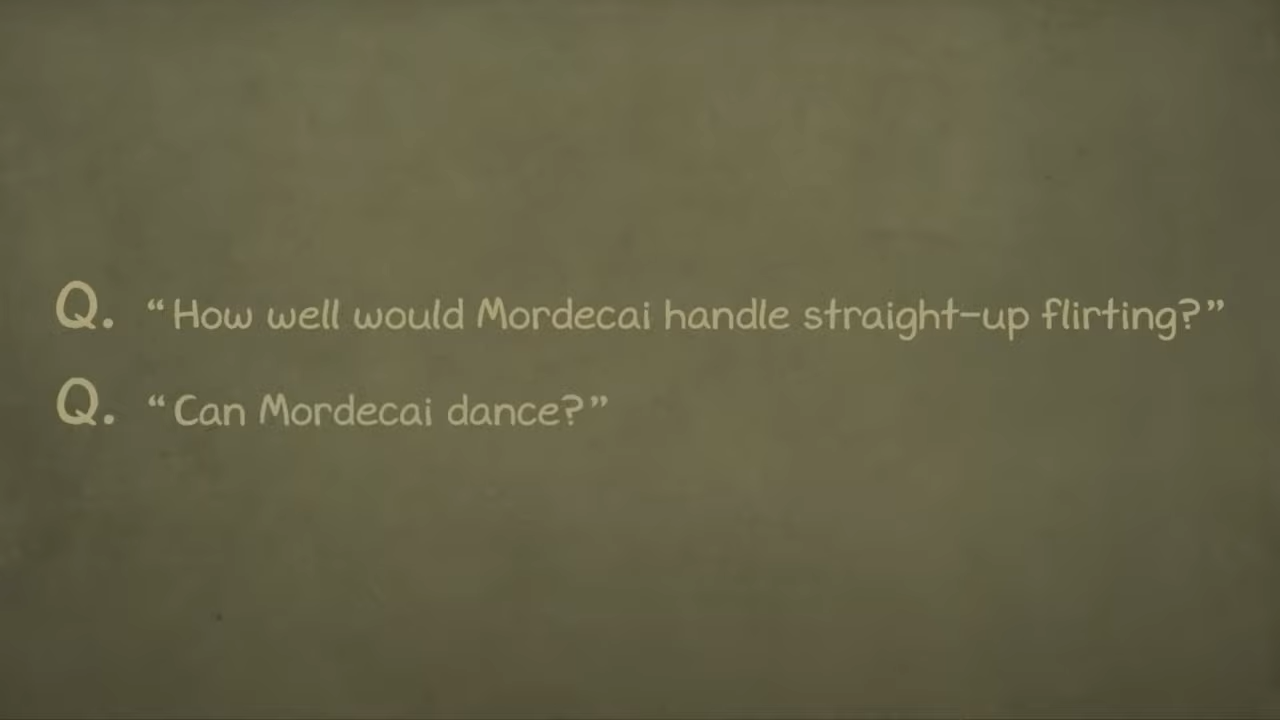 Q. “How well would Mordecai handle straight-up flirting?”
Q. “Can Mordecai dance?”